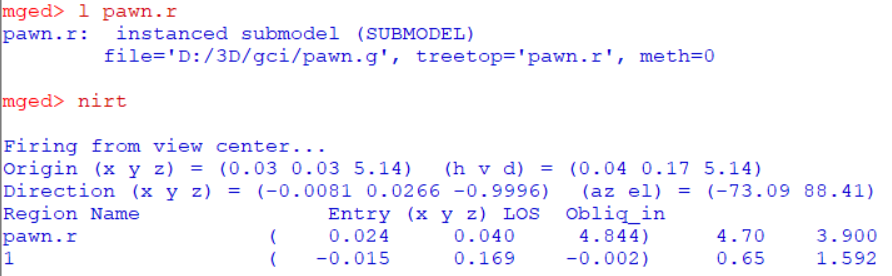 mged> l pawn.r
pawn.r:  instanced submodel (SUBMODEL)
        file='D:/3D/gci/pawn.g', treetop='pawn.r', meth=0
mged> nirt
Firing from view center...
Origin (x y z) = (0.03 0.03 5.14)  (h v d) = (0.04 0.17 5.14)
Direction (x y z) = (-0.0081 0.0266 -0.9996)  (az el) = (-73.09 88.41)
Region Name               Entry (x y z) LOS  Obliq_in
pawn.r               (    0.024     0.040    4.844)    4.70    3.900
1                    (   -0.015     0.169   -0.002)    0.65    1.592